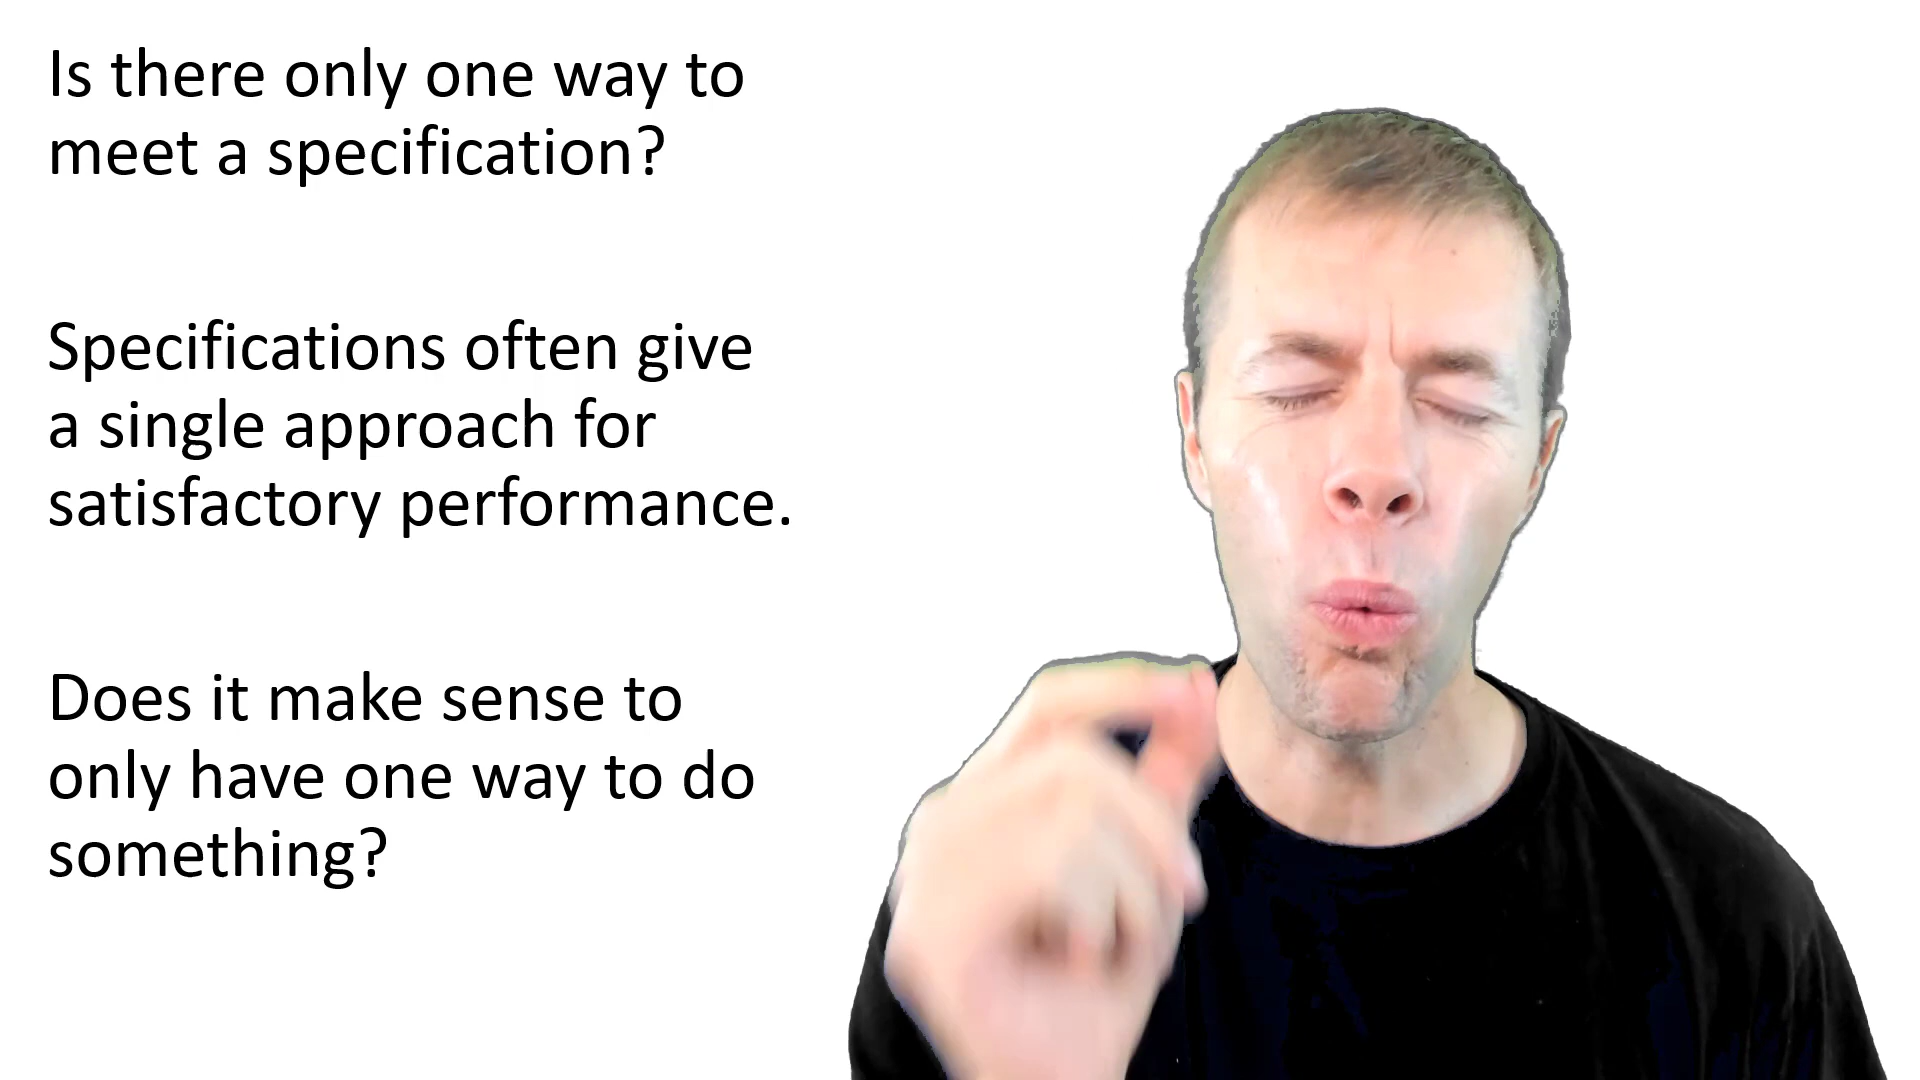 Is there only one way to
meet a specification?
Specifications often give
a single approach for
satisfactory performance.
Does it make sense to
only have one way to do
something?